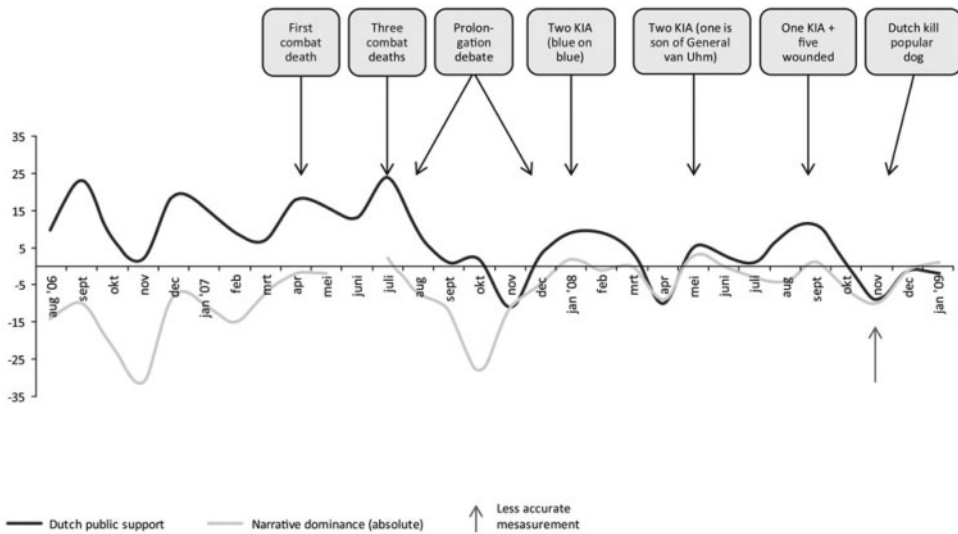 First
combat
death
Three
combat
deaths
Prolon-
gation
debate
Two KIA
(blue on
blue)
Two KIA (one is
son of General
van Uhm)
One KIA +
five
wounded
Dutch kill
popular
dog
35
25
15
5
-5
-15
-25
-35
aug '06
sept
okt
nov
dec
jan '07
feb
mrt
apr
mei
juni
juli
aug
sept
okt
nov
dec
jan '08
feb
mrt
apr
mei
juni
juli
aug
sept
okt
nov
dec
jan '09
Dutch public support
Narrative dominance (absolute)
Less accurate
mesasurement